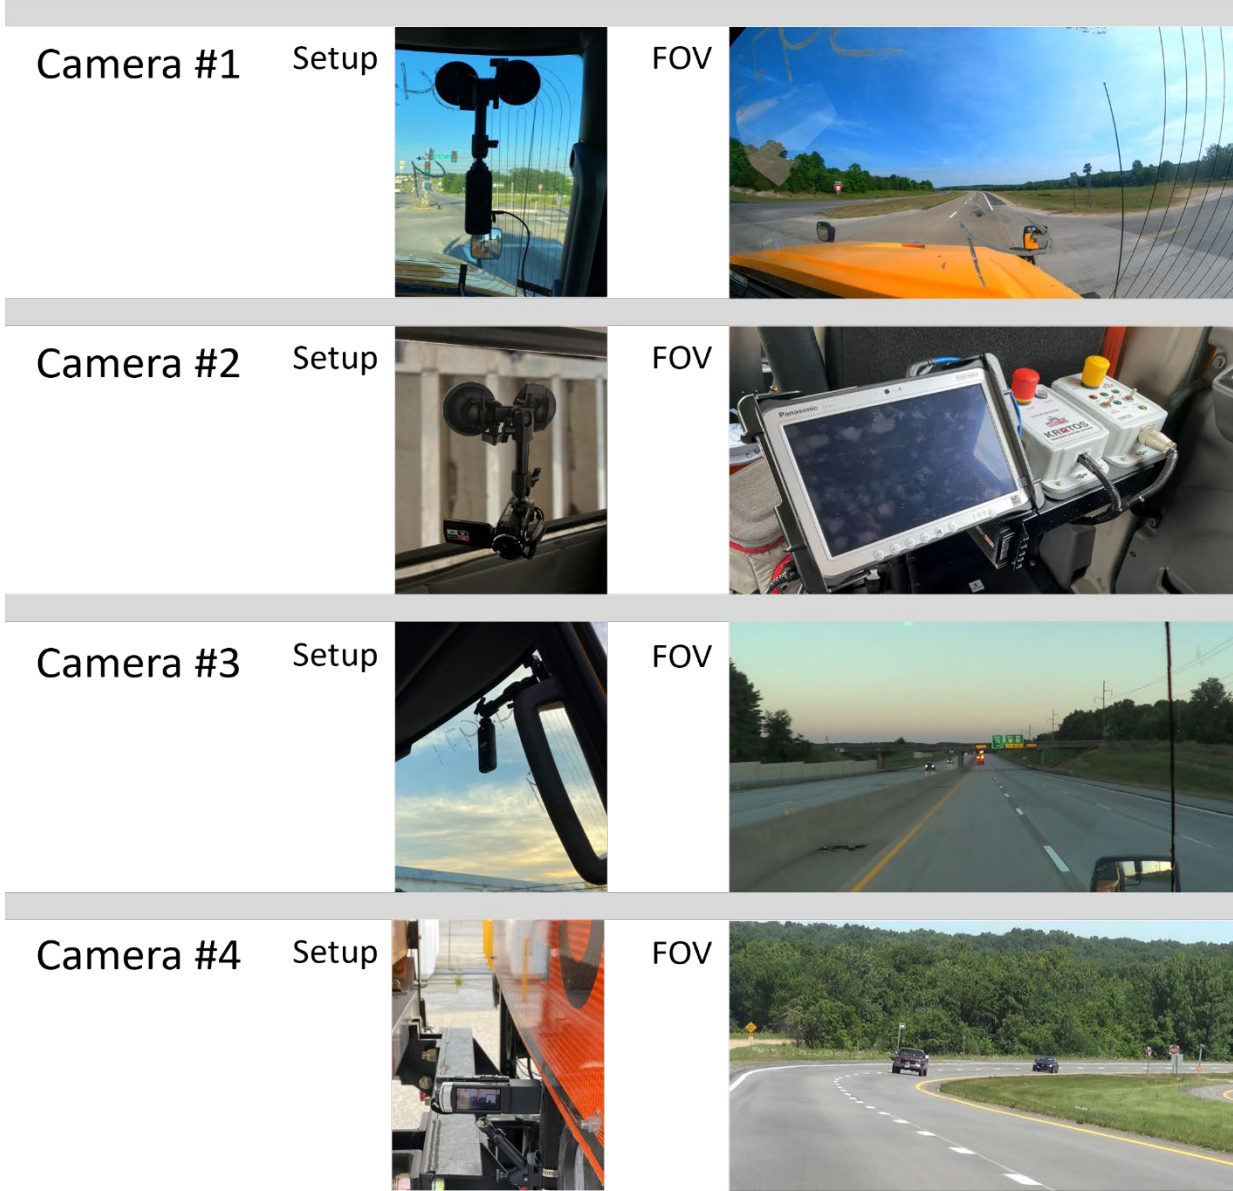 Camera #1
Setup
FOV
Camera #2
Setup
FOV
Panasonic
KRATOS
Camera #3
Setup
FOV
Camera #4
Setup
FOV